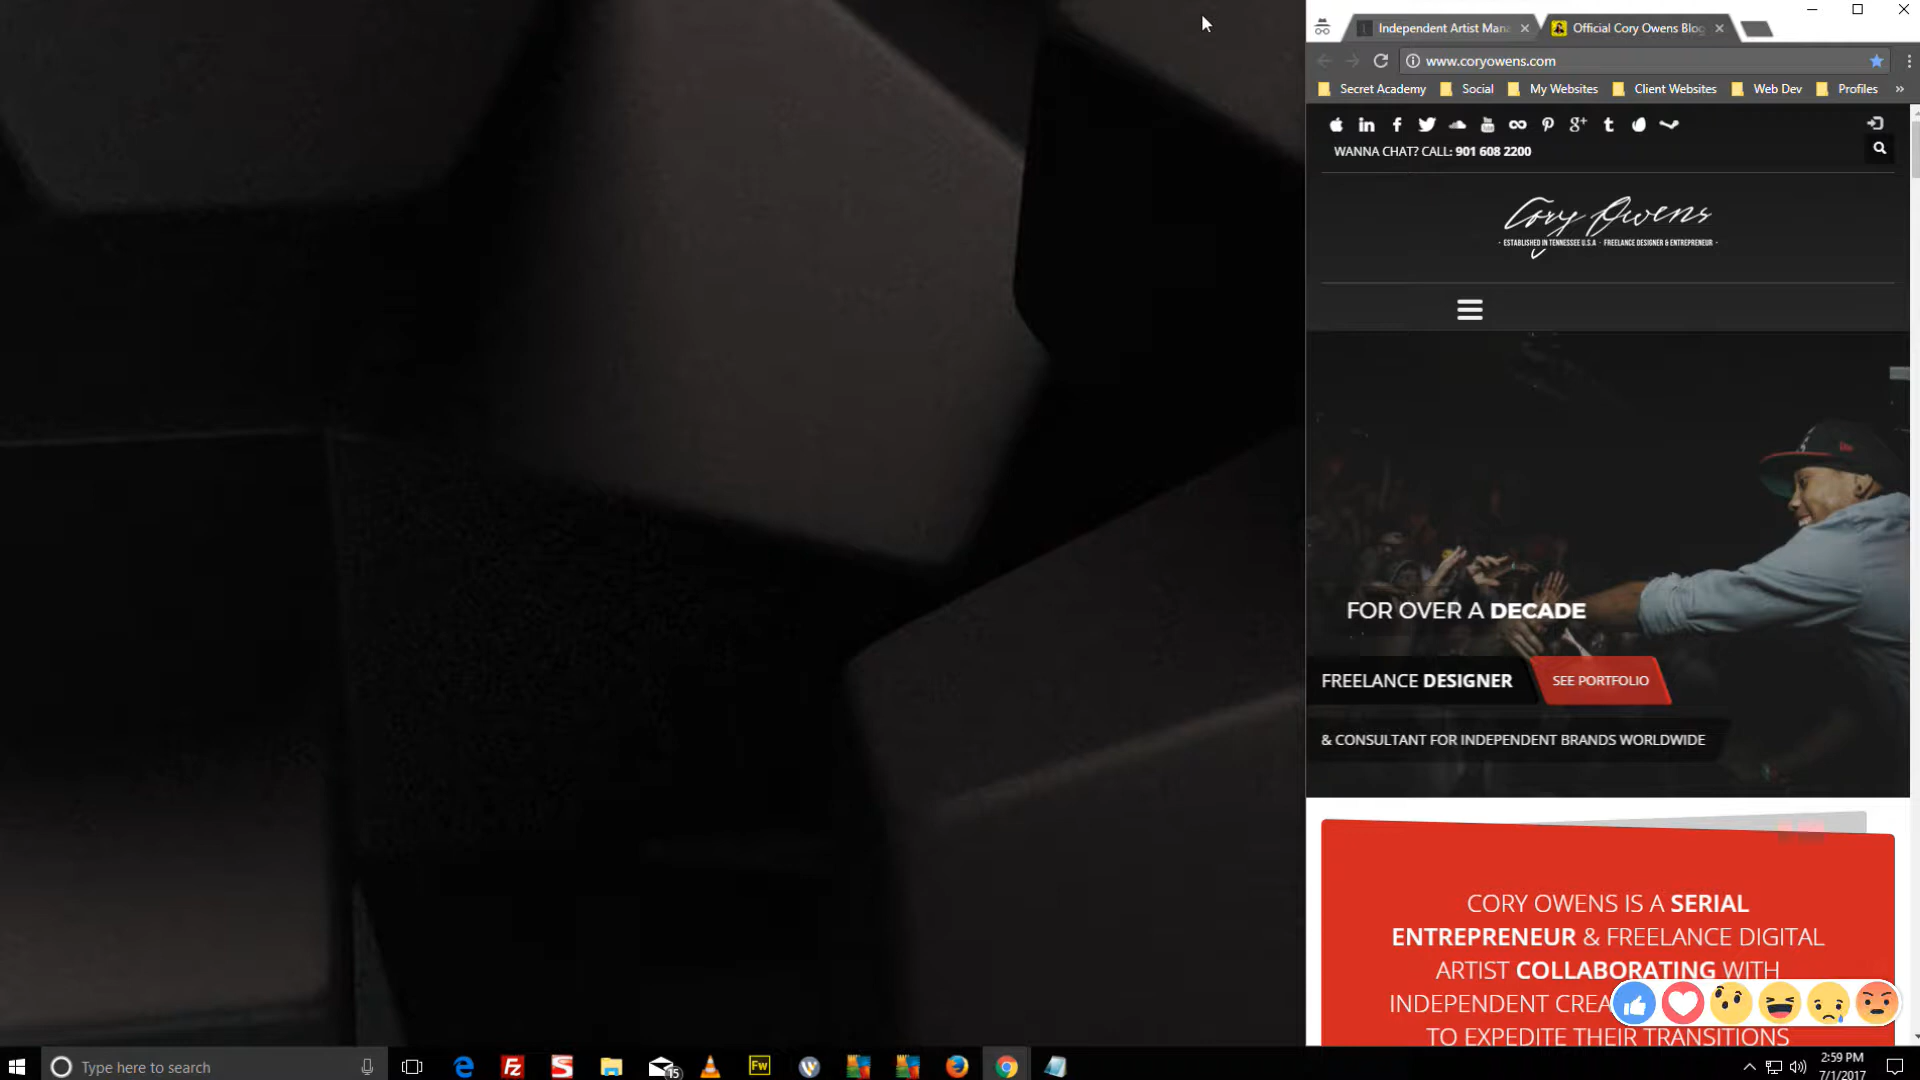 Independent Artist Mana
Official Cory Owens Blog
www.coryowens.com
Secret Academy
Social
My Websites
Client Websites
Web Dev
Profiles
»
WANNA CHAT? CALL: 901 608 2200
Cory Owens
· ESTABLISHED IN TENNESSEE U.S.A · FREELANCE DESIGNER & ENTREPRENEUR ·
FOR OVER A DECADE
FREELANCE DESIGNER
SEE PORTFOLIO
& CONSULTANT FOR INDEPENDENT BRANDS WORLDWIDE
CORY OWENS IS A SERIAL
ENTREPRENEUR & FREELANCE DIGITAL
ARTIST COLLABORATING WITH
INDEPENDENT CREA
TO EXPEDITE THEIR TRANSITIONS
Type here to search
15
Fw
2:59 PM
7/1/2017